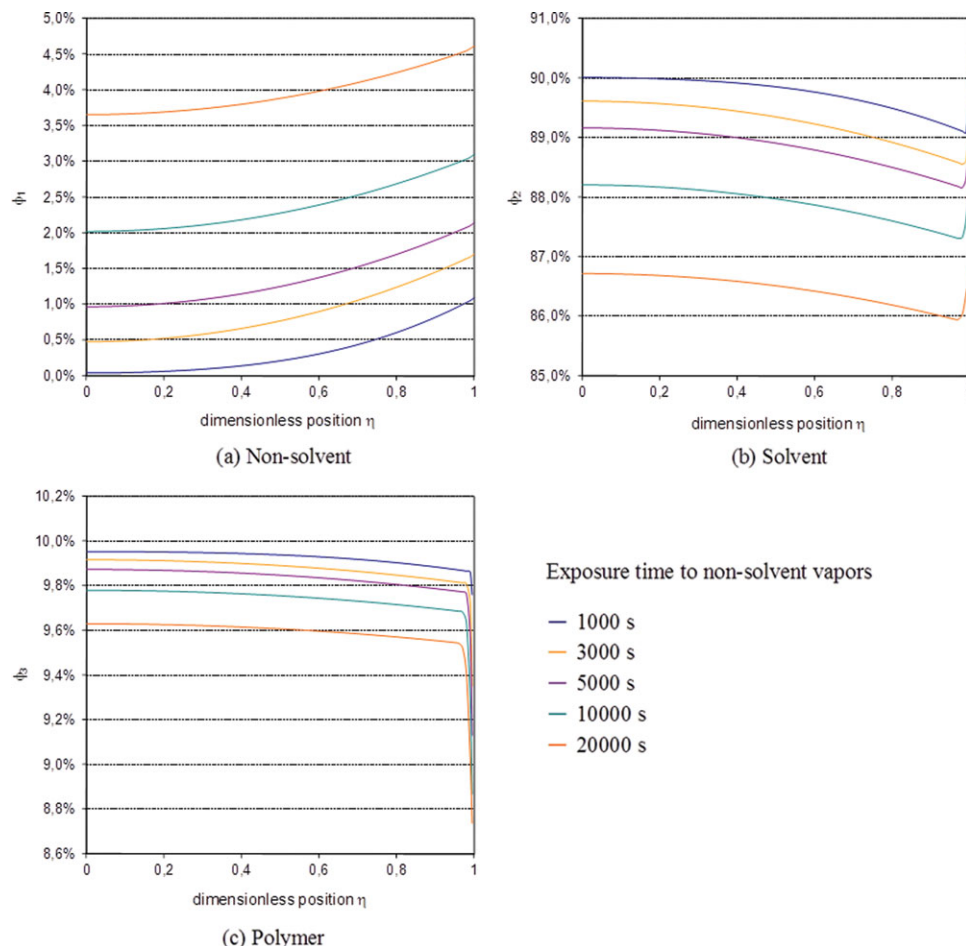 5,0%
4,5%
4,0%
3,5%
3,0%
2,5%
2,0%
1,5%
1,0%
0,5%
0,0%
ϕ1
0 0,2 0,4 0,6 0,8 1
dimensionless position η
(a) Non-solvent
91,0%
90,0%
89,0%
88,0%
87,0%
86,0%
85,0%
ϕ2
0 0,2 0,4 0,6 0,8
dimensionless position η
(b) Solvent
10,2%
10,0%
9,8%
9,6%
9,4%
9,2%
9,0%
8,8%
8,6%
ϕ3
0 0,2 0,4 0,6 0,8 1
dimensionless position η
(c) Polymer
Exposure time to non-solvent vapors
1000 s
3000 s
5000 s
10000 s
20000 s